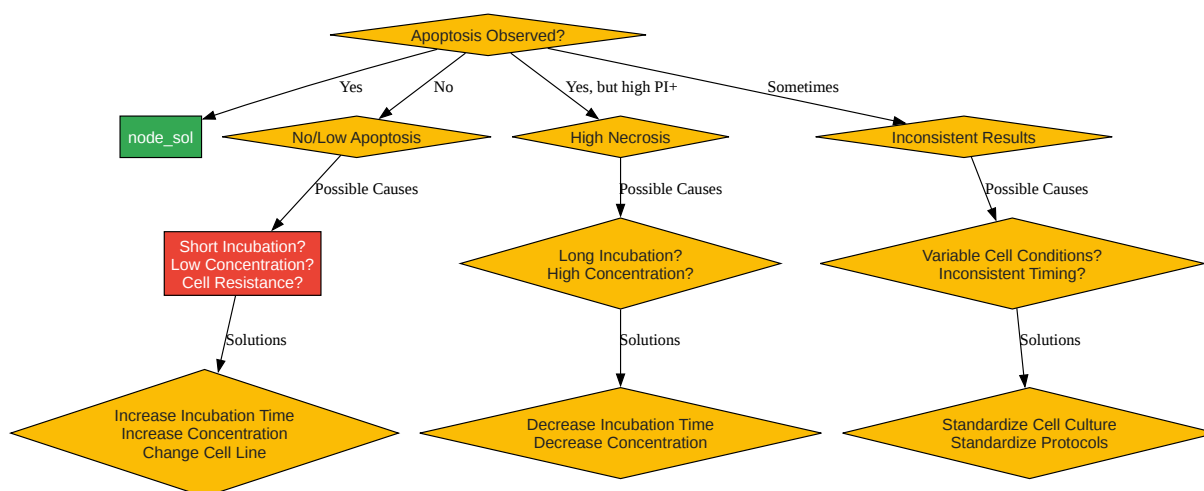 Apoptosis Observed?
Yes
No
Yes, but high PI+
Sometimes
node_sol
No/Low Apoptosis
High Necrosis
Inconsistent Results
Possible Causes
Possible Causes
Possible Causes
Short Incubation?
Low Concentration?
Cell Resistance?
Long Incubation?
High Concentration?
Variable Cell Conditions?
Inconsistent Timing?
Solutions
Solutions
Solutions
Increase Incubation Time
Increase Concentration
Change Cell Line
Decrease Incubation Time
Decrease Concentration
Standardize Cell Culture
Standardize Protocols